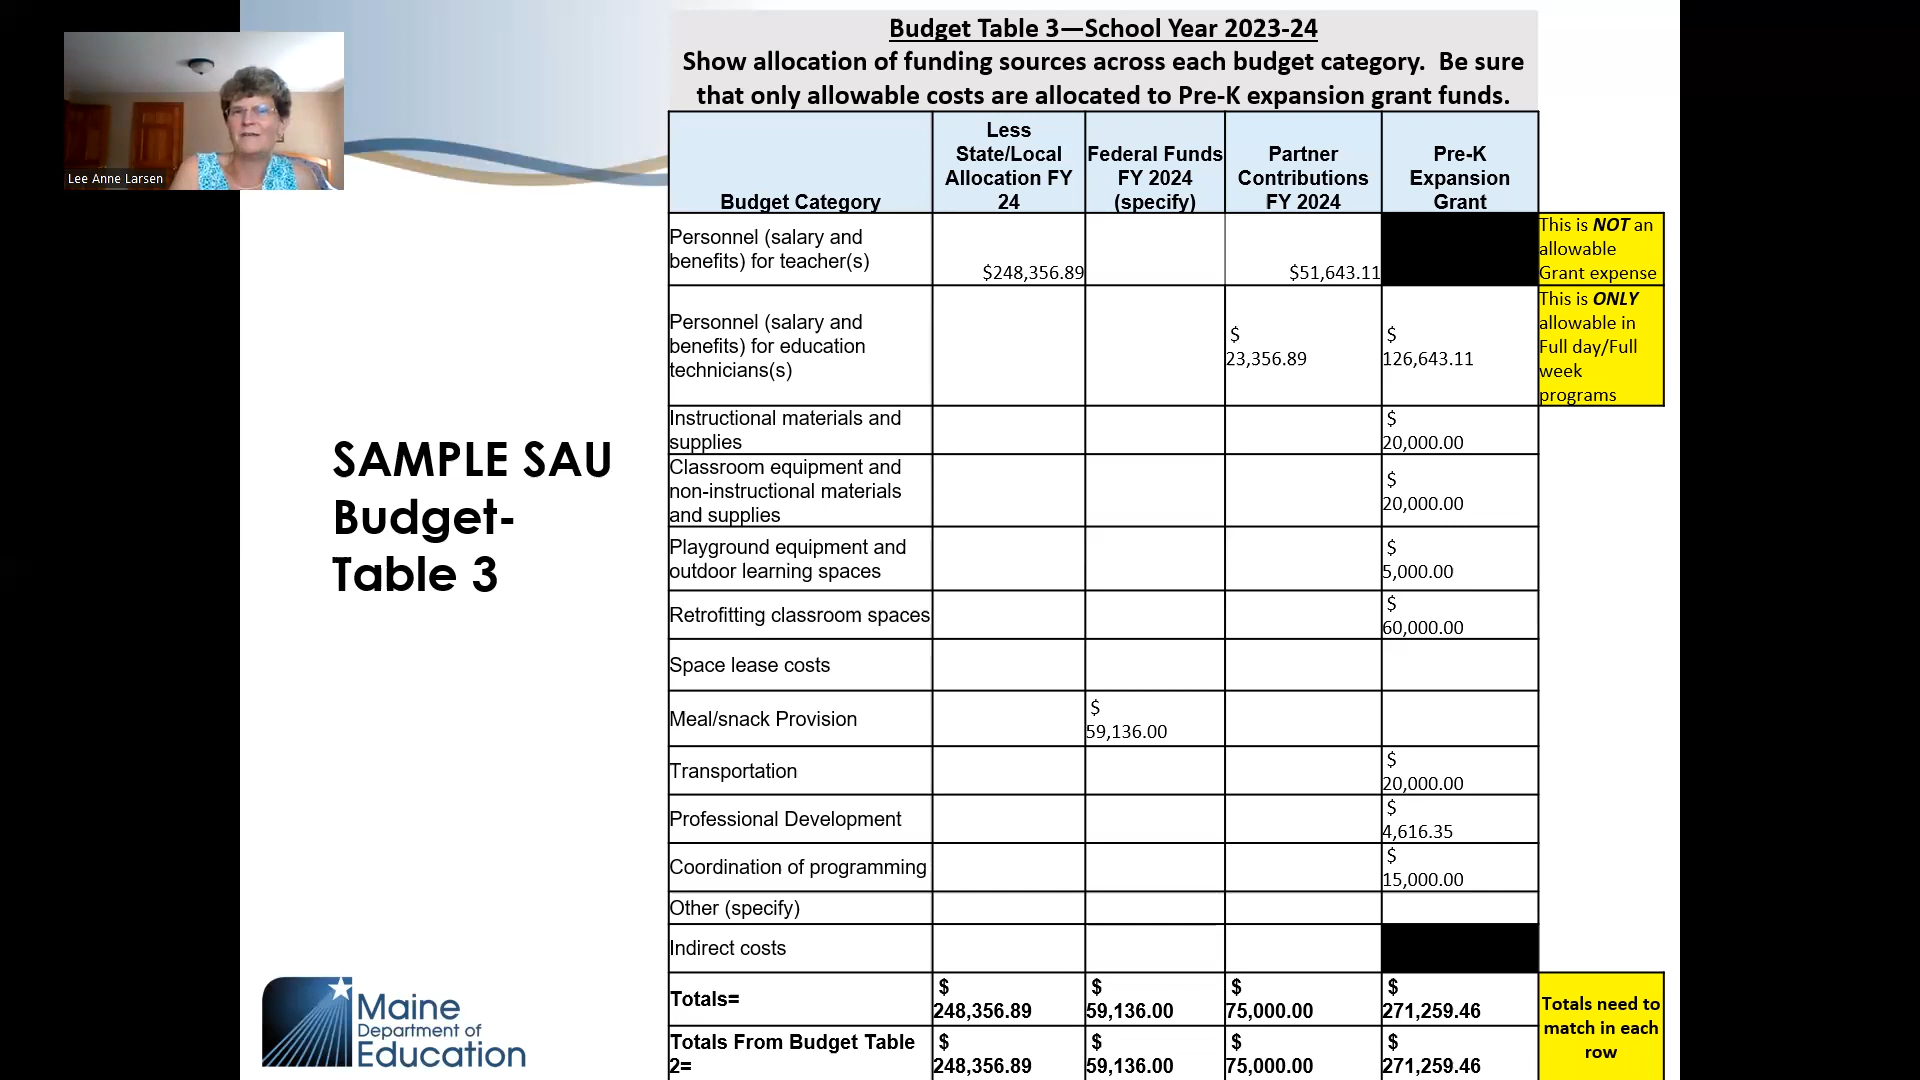 Budget Table 3—School Year 2023-24
Show allocation of funding sources across each budget category.  Be sure
that only allowable costs are allocated to Pre-K expansion grant funds.
Lee Anne Larsen
SAMPLE SAU
Budget-
Table 3
Budget Category
Less
State/Local
Allocation FY
24
Federal Funds
FY 2024
(specify)
Partner
Contributions
FY 2024
Pre-K
Expansion
Grant
Personnel (salary and
benefits) for teacher(s)
$248,356.89
$51,643.11
This is NOT an
allowable
Grant expense
Personnel (salary and
benefits) for education
technicians(s)
$
23,356.89
$
126,643.11
This is ONLY
allowable in
Full day/Full
week
programs
Instructional materials and
supplies
$
20,000.00
Classroom equipment and
non-instructional materials
and supplies
$
20,000.00
Playground equipment and
outdoor learning spaces
$
5,000.00
Retrofitting classroom spaces
$
60,000.00
Space lease costs
Meal/snack Provision
$
59,136.00
Transportation
$
20,000.00
Professional Development
$
4,616.35
Coordination of programming
$
15,000.00
Other (specify)
Indirect costs
Totals=
$
248,356.89
$
59,136.00
$
75,000.00
$
271,259.46
Totals From Budget Table
2=
$
248,356.89
$
59,136.00
$
75,000.00
$
271,259.46
Totals need to
match in each
row
Maine
Department of
Education